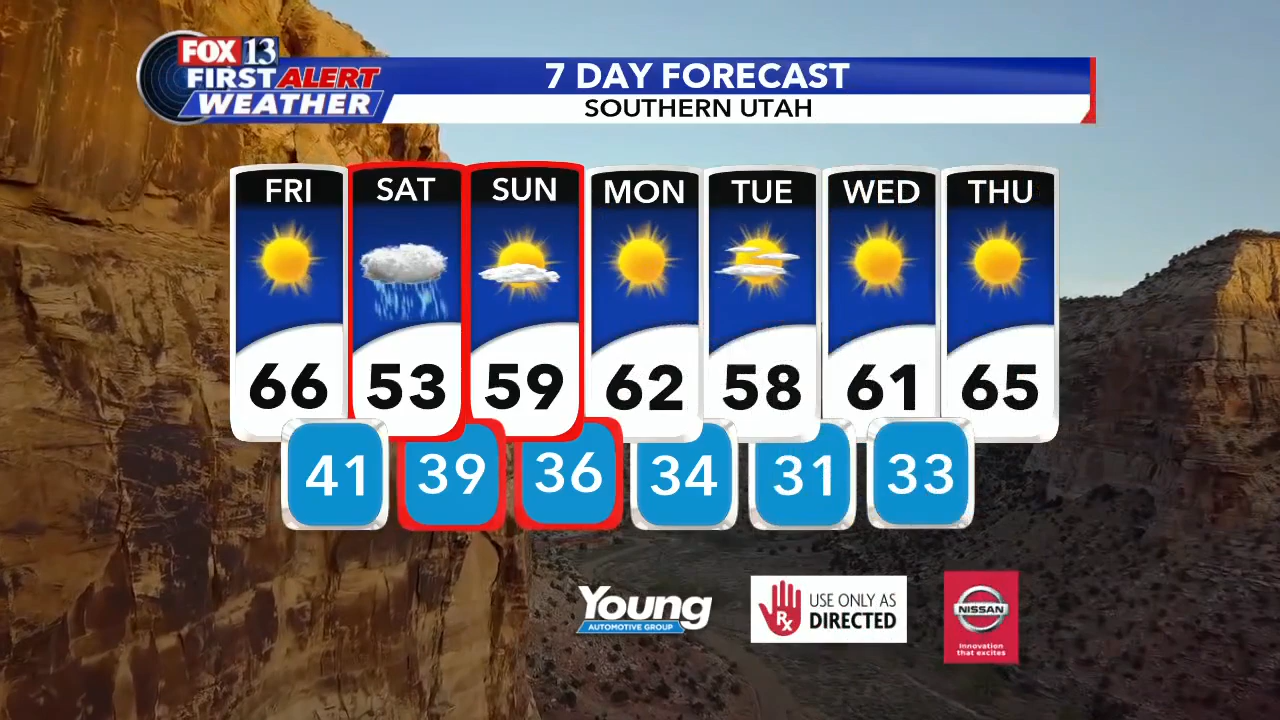 FOX 13
FIRST ALERT
WEATHER
7 DAY FORECAST
SOUTHERN UTAH
FRI SAT SUN MON TUE WED THU
66 53 59 62 58 61 65
41 39 36 34 31 33
Young
AUTOMOTIVE GROUP
RX
USE ONLY AS
DIRECTED
NISSAN
Innovation
that excites